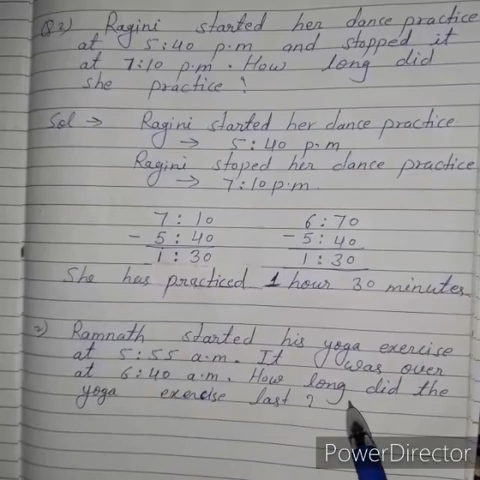 Q2) Ragini started her dance practice
at 5:40 p.m and stopped it
at 7:10 p.m. How long did
she practice?
Sol → Ragini started her dance practice
→ 5:40 p.m
Ragini stoped her dance practice
→ 7:10 p.m.
7:10 6:70
- 5:40 - 5:40
1:30 1:30
She has practiced 1 hour 30 minutes
2) Ramnath started his yoga exercise
at 5:55 a.m. It was over
at 6:40 a.m. How long did the
yoga exercise last?
PowerDirector